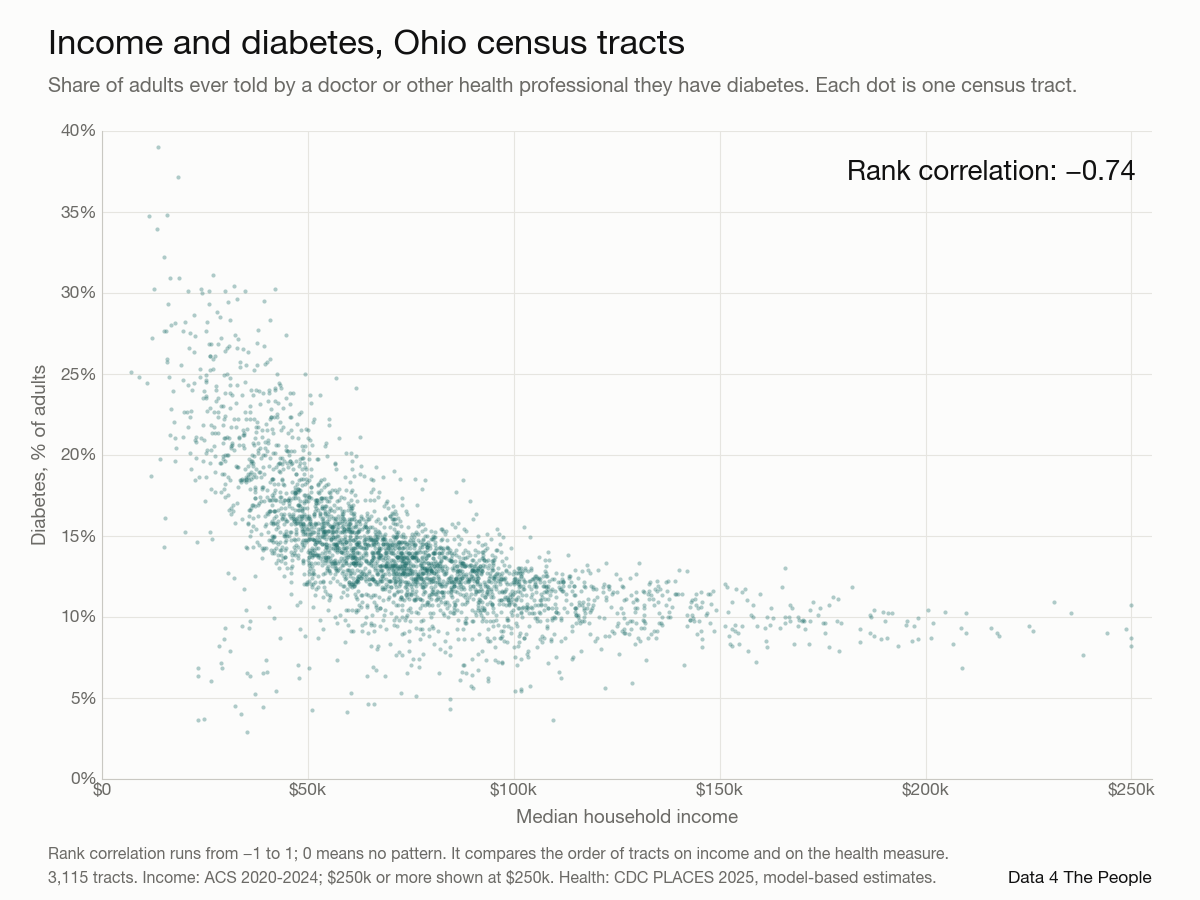 Income and diabetes, Ohio census tracts
Share of adults ever told by a doctor or other health professional they have diabetes. Each dot is one census tract.
Rank correlation: −0.74
Diabetes, % of adults
40%
35%
30%
25%
20%
15%
10%
5%
0%
$0
$50k
$100k
$150k
$200k
$250k
Median household income
Rank correlation runs from −1 to 1; 0 means no pattern. It compares the order of tracts on income and on the health measure.
3,115 tracts. Income: ACS 2020-2024; $250k or more shown at $250k. Health: CDC PLACES 2025, model-based estimates.
Data 4 The People